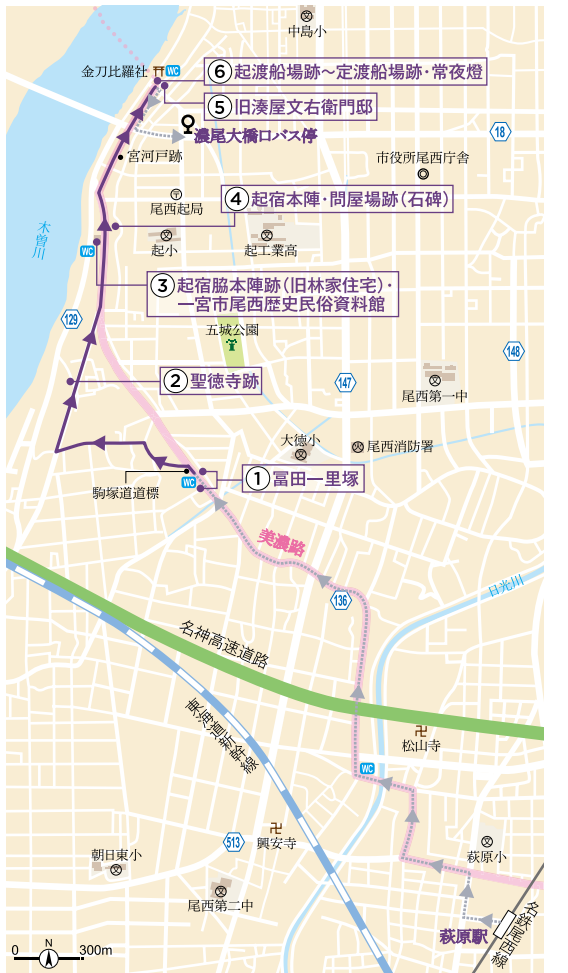 中島小
金刀比羅社
WC
⑥起渡船場跡〜定渡船場跡・常夜燈
⑤旧湊屋文右衛門邸
濃尾大橋口バス停
18
宮河戸跡
市役所尾西庁舎
尾西起局
④起宿本陣・問屋場跡(石碑)
木曽川
起小
起工業高
WC
③起宿脇本陣跡(旧林家住宅)・
一宮市尾西歴史民俗資料館
129
五城公園
148
147
②聖徳寺跡
尾西第一中
大徳小
尾西消防署
①冨田一里塚
WC
駒塚道道標
美濃路
日光川
136
名神高速道路
東海道新幹線
松山寺
WC
513
興安寺
朝日東小
萩原小
尾西第二中
萩原駅
名鉄尾西線
0
N
300m